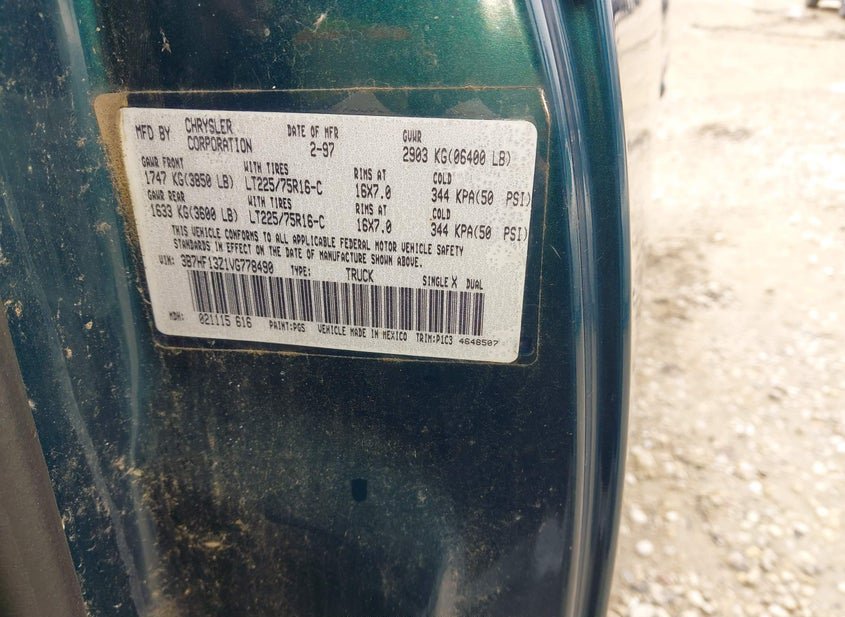 MFD BY CHRYSLER CORPORATION DATE OF MFR 2-97 GVWR 2903 KG(06400 LB)
GAWR FRONT WITH TIRES RIMS AT COLD
1747 KG(3850 LB) LT225/75R16-C 16X7.0 344 KPA(50 PSI)
GAWR REAR WITH TIRES RIMS AT COLD
1633 KG(3600 LB) LT225/75R16-C 16X7.0 344 KPA(50 PSI)
THIS VEHICLE CONFORMS TO ALL APPLICABLE FEDERAL MOTOR VEHICLE SAFETY
STANDARDS IN EFFECT ON THE DATE OF MANUFACTURE SHOWN ABOVE.
VIN: 3B7HF13Z1VG778490 TYPE: TRUCK SINGLE X DUAL
MDH: 021115 616 PAINT:PGS VEHICLE MADE IN MEXICO TRIM:P1C3 4648507